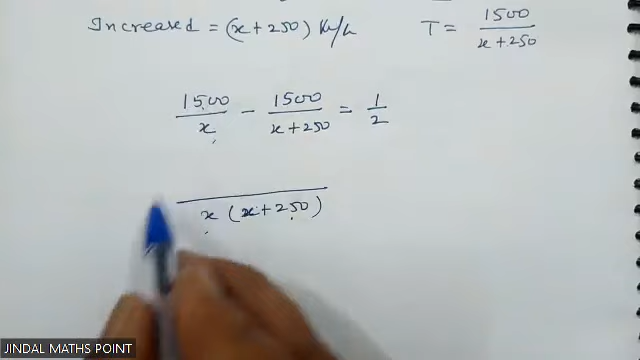 Increased = (x+250) km/h T = 1500/(x+250)
1500/x - 1500/(x+250) = 1/2
x (x+250)
JINDAL MATHS POINT